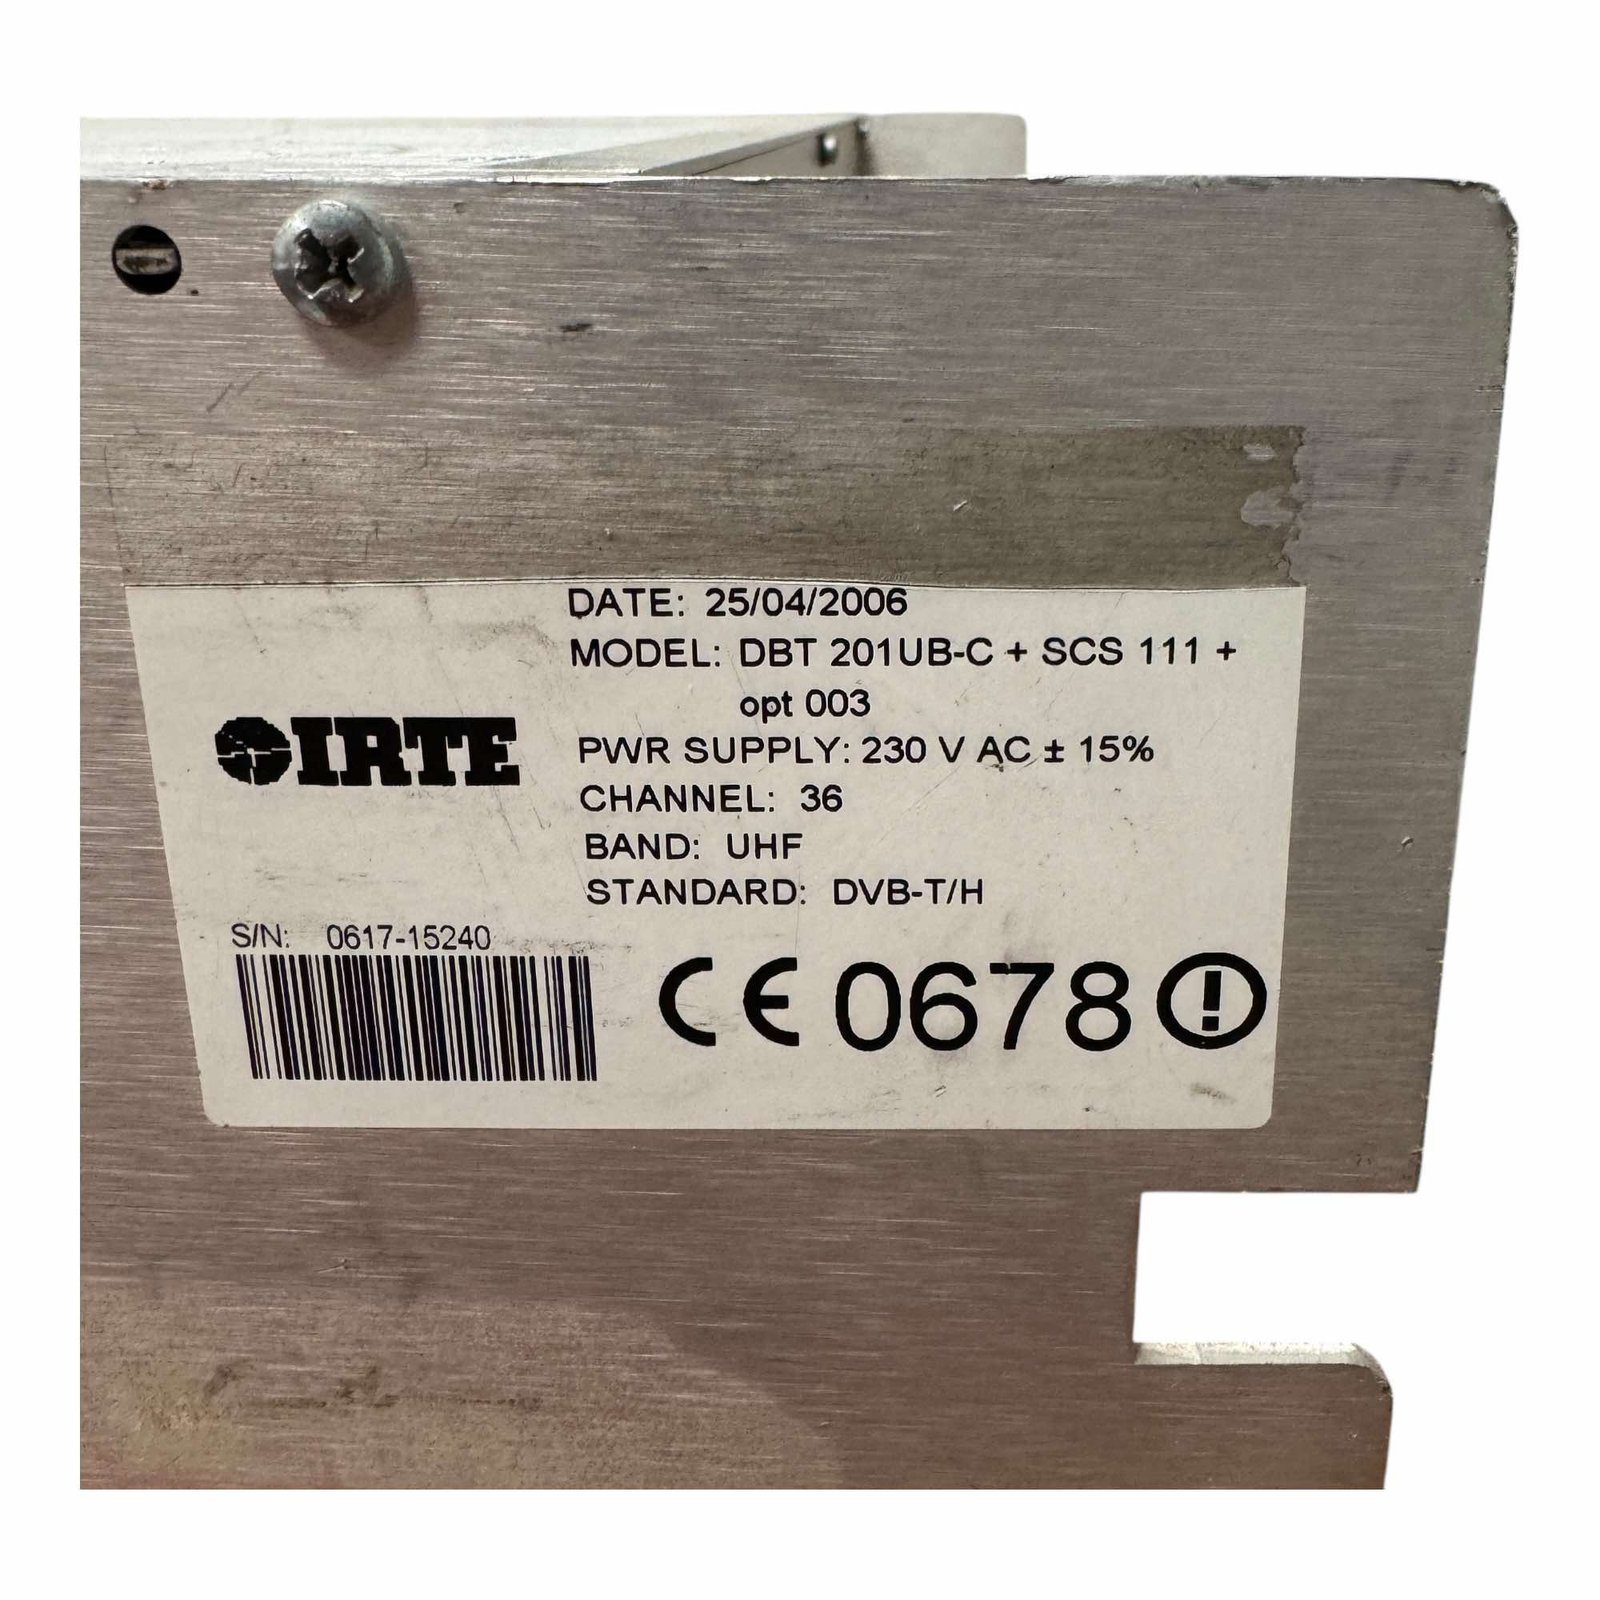 DATE: 25/04/2006
MODEL: DBT 201UB-C + SCS 111 +
opt 003
IRTE
PWR SUPPLY: 230 V AC ± 15%
CHANNEL: 36
BAND: UHF
STANDARD: DVB-T/H
S/N: 0617-15240
CE 0678